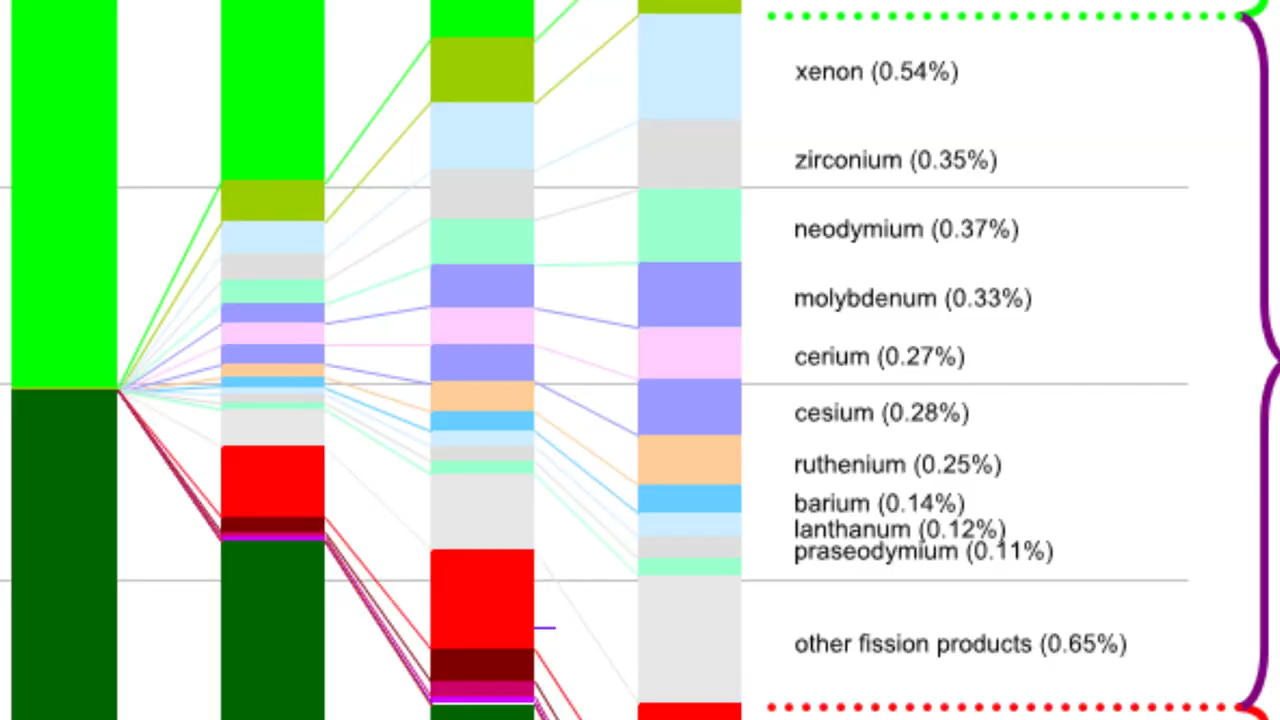 xenon (0.54%)
zirconium (0.35%)
neodymium (0.37%)
molybdenum (0.33%)
cerium (0.27%)
cesium (0.28%)
ruthenium (0.25%)
barium (0.14%)
lanthanum (0.12%)
praseodymium (0.11%)
other fission products (0.65%)